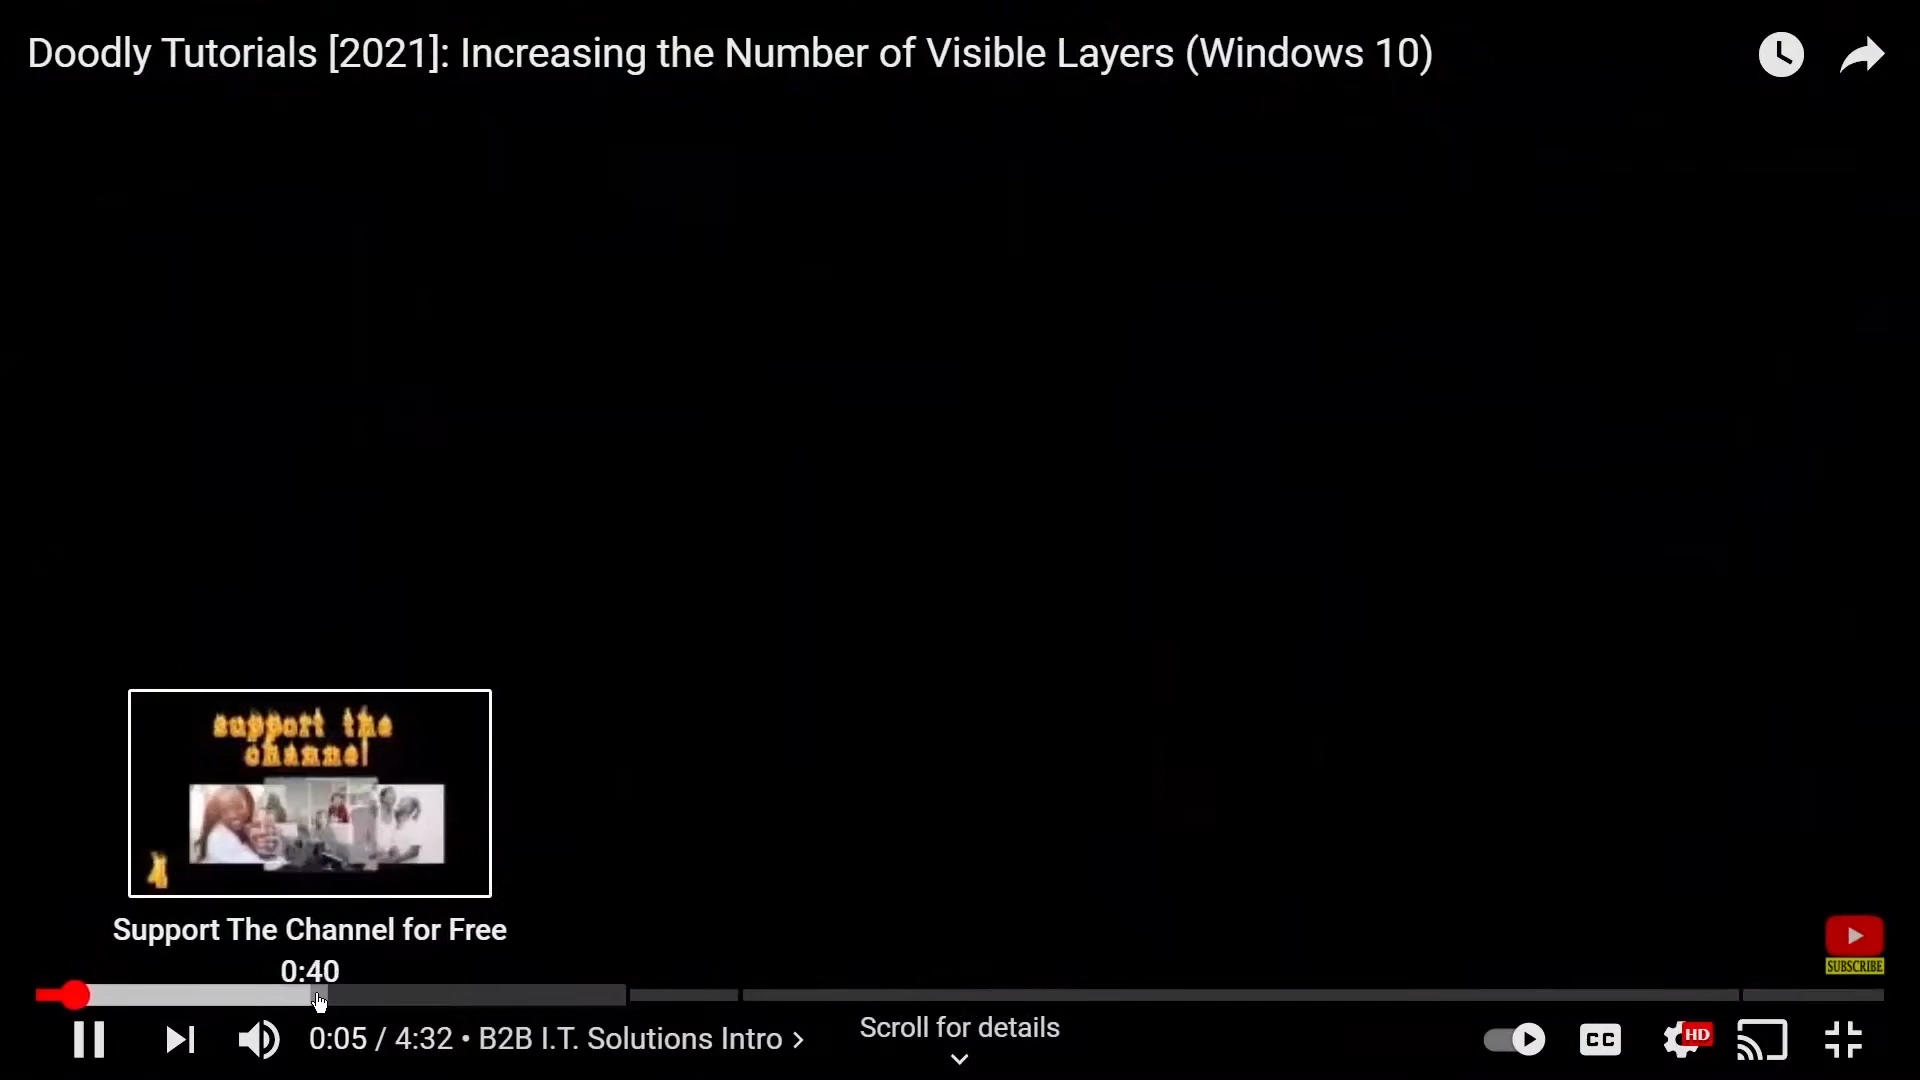 Doodly Tutorials [2021]: Increasing the Number of Visible Layers (Windows 10)
support the
channel
Support The Channel for Free
0:40
SUBSCRIBE
0:05 / 4:32 • B2B I.T. Solutions Intro >
Scroll for details
CC
HD